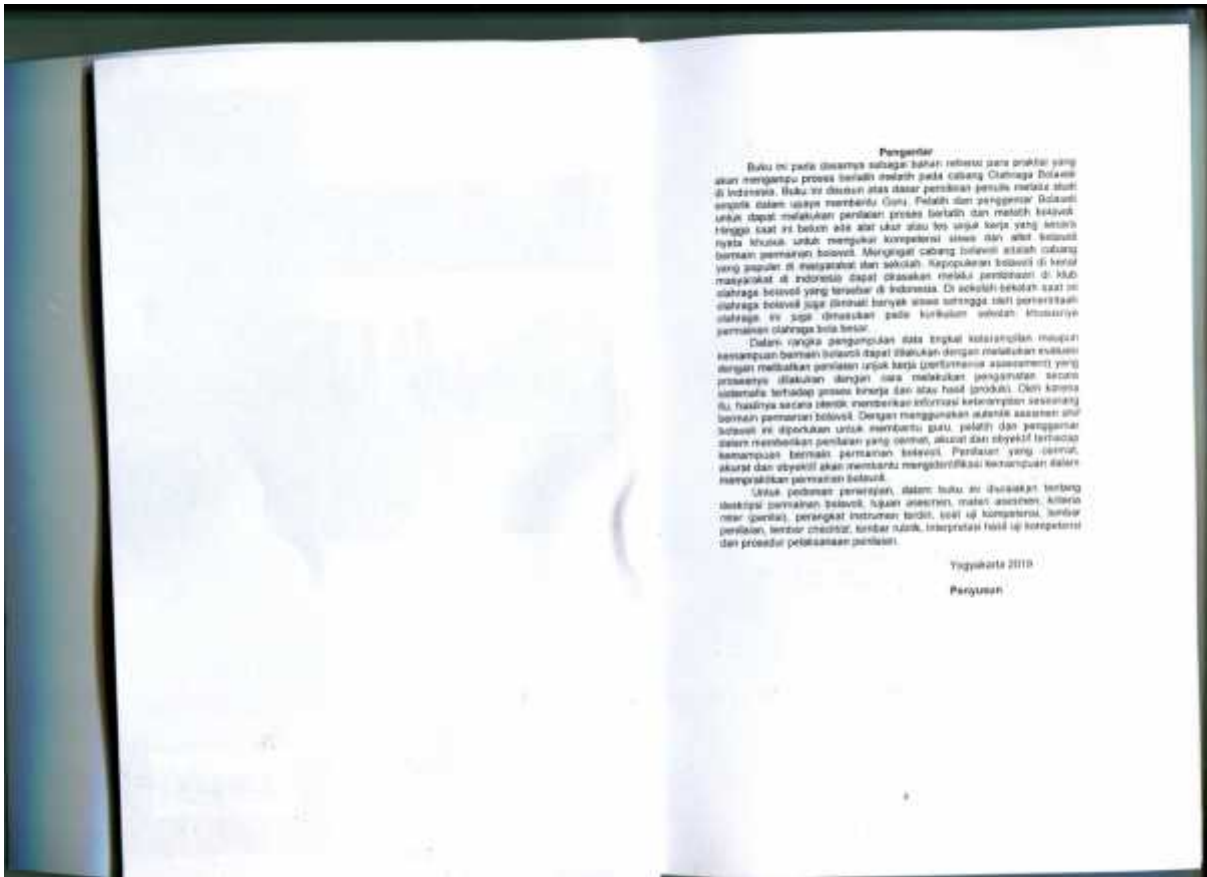 Pengantar
Buku ini pada dasarnya sebagai bahan referensi para praktisi yang
akan mengampu proses berlatih melatih pada cabang Olahraga Bolavoli
di Indonesia. Buku ini disusun atas dasar pemikiran penulis melalui studi
empirik dalam upaya membantu Guru, Pelatih dan penggemar Bolavoli
untuk dapat melakukan penilaian proses berlatih dan melatih bolavoli.
Hingga saat ini belum ada alat ukur atau tes unjuk kerja yang secara
nyata khusus untuk mengukur kompetensi siswa dan atlet bolavoli
bermain permainan bolavoli. Mengingat cabang bolavoli adalah cabang
yang populer di masyarakat dan sekolah. Kepopuleran bolavoli di kenal
masyarakat di indonesia dapat dirasakan melalui pembinaan di klub
olahraga bolavoli yang tersebar di Indonesia. Di sekolah-sekolah saat ini
olahraga bolavoli juga diminati banyak siswa sehingga oleh pemerintaah
olahraga ini juga dimasukan pada kurikulum sekolah khususnya
permainan olahraga bola besar.
Dalam rangka pengumpulan data tingkat keterampilan maupun
kemampuan bermain bolavoli dapat dilakukan dengan melakukan evaluasi
dengan melibatkan penilaian unjuk kerja (performance assessment) yang
prosesnya dilakukan dengan cara melakukan pengamatan secara
sistematis terhadap proses kinerja dan atau hasil (produk). Oleh karena
itu, hasilnya secara otentik memberikan informasi keterampilan seseorang
bermain permainan bolavoli. Dengan menggunakan autentik asesmen
bolavoli ini diperlukan untuk membantu guru, pelatih dan penggemar
dalam memberikan penilaian yang cermat, akurat dan obyektif terhadap
kemampuan bermain permainan bolavoli. Penilaian yang cermat,
akurat dan obyektif akan membantu mengidentifikasi kemampuan dalam
mempraktikan permainan bolavoli.
Untuk pedoman penerapan, dalam buku ini diuraiakan tentang
deskripsi permainan bolavoli, tujuan asesmen, materi asesmen, kriteria
rater (penilai), perangkat instrumen terdiri, soal uji kompetensi, lembar
penilaian, lembar checklist, lembar rubrik, interpretasi hasil uji kompetensi
dan prosedur pelaksanaan penilaian.
Yogyakarta 2019
Penyusun